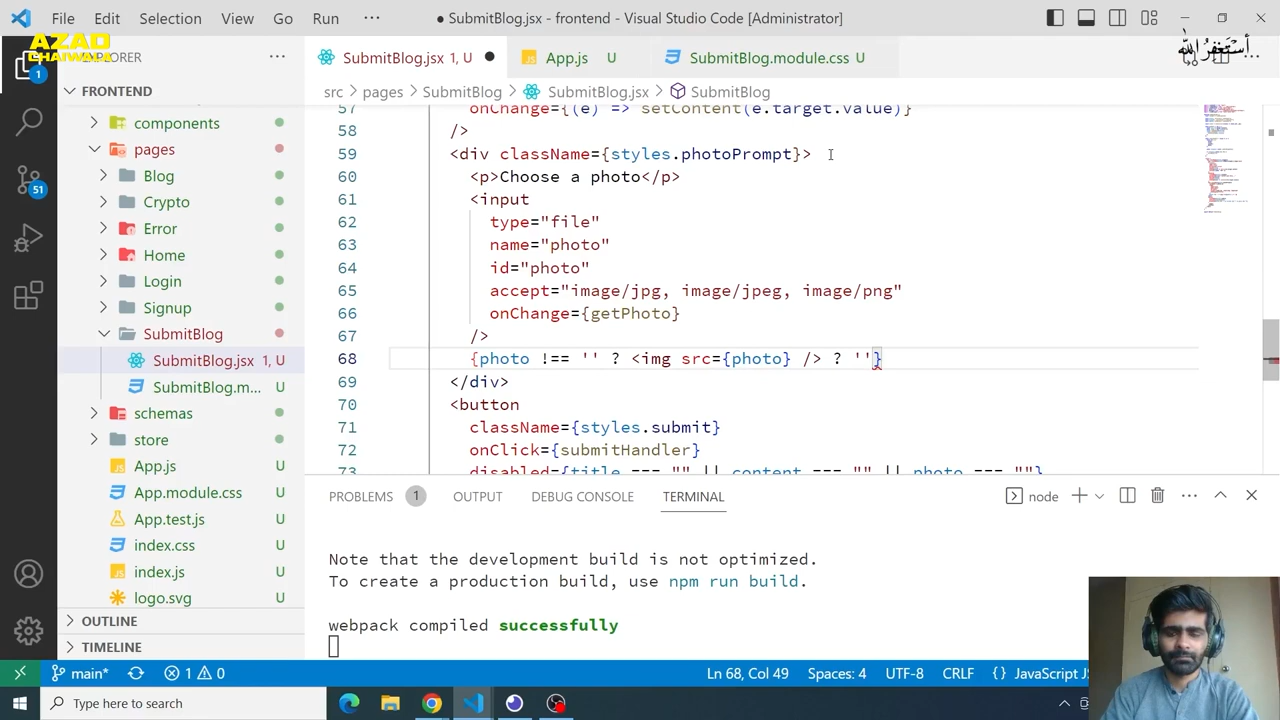 File Edit Selection View Go Run ··· ● SubmitBlog.jsx - frontend - Visual Studio Code [Administrator]
AZAD
CHAIWALA
EXPLORER ···
SubmitBlog.jsx 1, U ●
App.js U
SubmitBlog.module.css U
أستغفر الله
src > pages > SubmitBlog > SubmitBlog.jsx > SubmitBlog
FRONTEND
components
pages
Blog
Crypto
Error
Home
Login
Signup
SubmitBlog
SubmitBlog.jsx 1, U
SubmitBlog.m... U
schemas
store
App.js U
App.module.css U
App.test.js U
index.css U
index.js U
logo.svg U
OUTLINE
TIMELINE
1
51
57 onChange={(e) => setContent(e.target.value)}
58 />
59 <div className={styles.photoPrompt}>
60 <p>Choose a photo</p>
61 <input
62 type="file"
63 name="photo"
64 id="photo"
65 accept="image/jpg, image/jpeg, image/png"
66 onChange={getPhoto}
67 />
68 {photo !== '' ? <img src={photo} /> ? ''}
69 </div>
70 <button
71 className={styles.submit}
72 onClick={submitHandler}
73 disabled={title === "" || content === "" || photo === ""}
PROBLEMS 1 OUTPUT DEBUG CONSOLE TERMINAL node
Note that the development build is not optimized.
To create a production build, use npm run build.
webpack compiled successfully
main* 1 0 Ln 68, Col 49 Spaces: 4 UTF-8 CRLF {} JavaScript
Type here to search